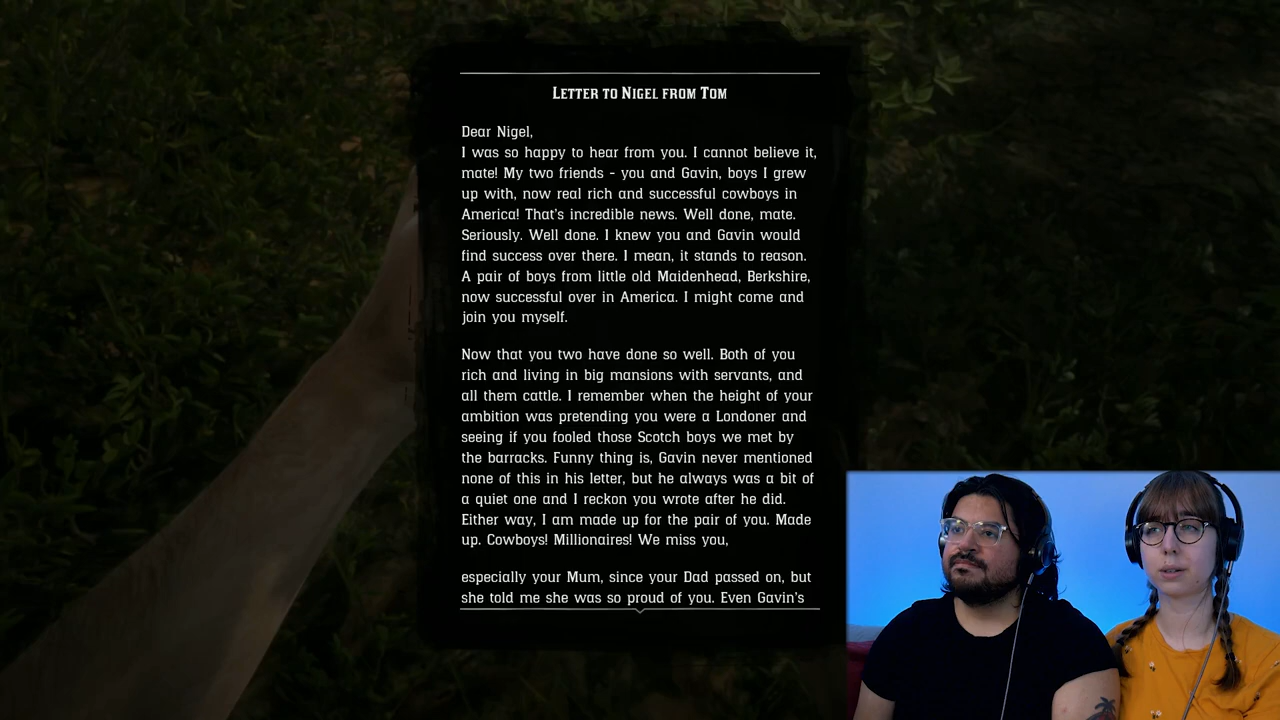 LETTER TO NIGEL FROM TOM
Dear Nigel,
I was so happy to hear from you. I cannot believe it,
mate! My two friends - you and Gavin, boys I grew
up with, now real rich and successful cowboys in
America! That's incredible news. Well done, mate.
Seriously. Well done. I knew you and Gavin would
find success over there. I mean, it stands to reason.
A pair of boys from little old Maidenhead, Berkshire,
now successful over in America. I might come and
join you myself.
Now that you two have done so well. Both of you
rich and living in big mansions with servants, and
all them cattle. I remember when the height of your
ambition was pretending you were a Londoner and
seeing if you fooled those Scotch boys we met by
the barracks. Funny thing is, Gavin never mentioned
none of this in his letter, but he always was a bit of
a quiet one and I reckon you wrote after he did.
Either way, I am made up for the pair of you. Made
up. Cowboys! Millionaires! We miss you,
especially your Mum, since your Dad passed on, but
she told me she was so proud of you. Even Gavin's